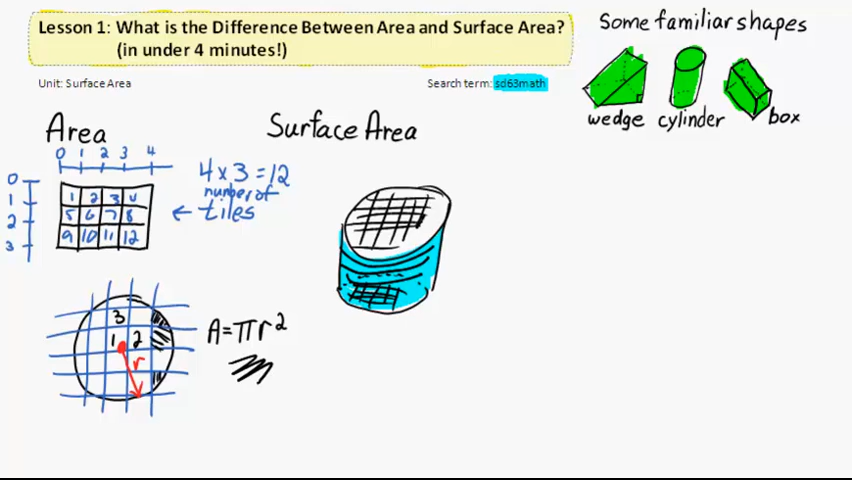 Lesson 1: What is the Difference Between Area and Surface Area?
(in under 4 minutes!)
Some familiar shapes
Unit: Surface Area
Search term: sd63math
wedge cylinder box
Area
Surface Area
0 1 2 3 4
0
1
2
3
1 2 3 4
5 6 7 8
9 10 11 12
4 x 3 = 12
number of
← tiles
3
1 2
r
A = πr²